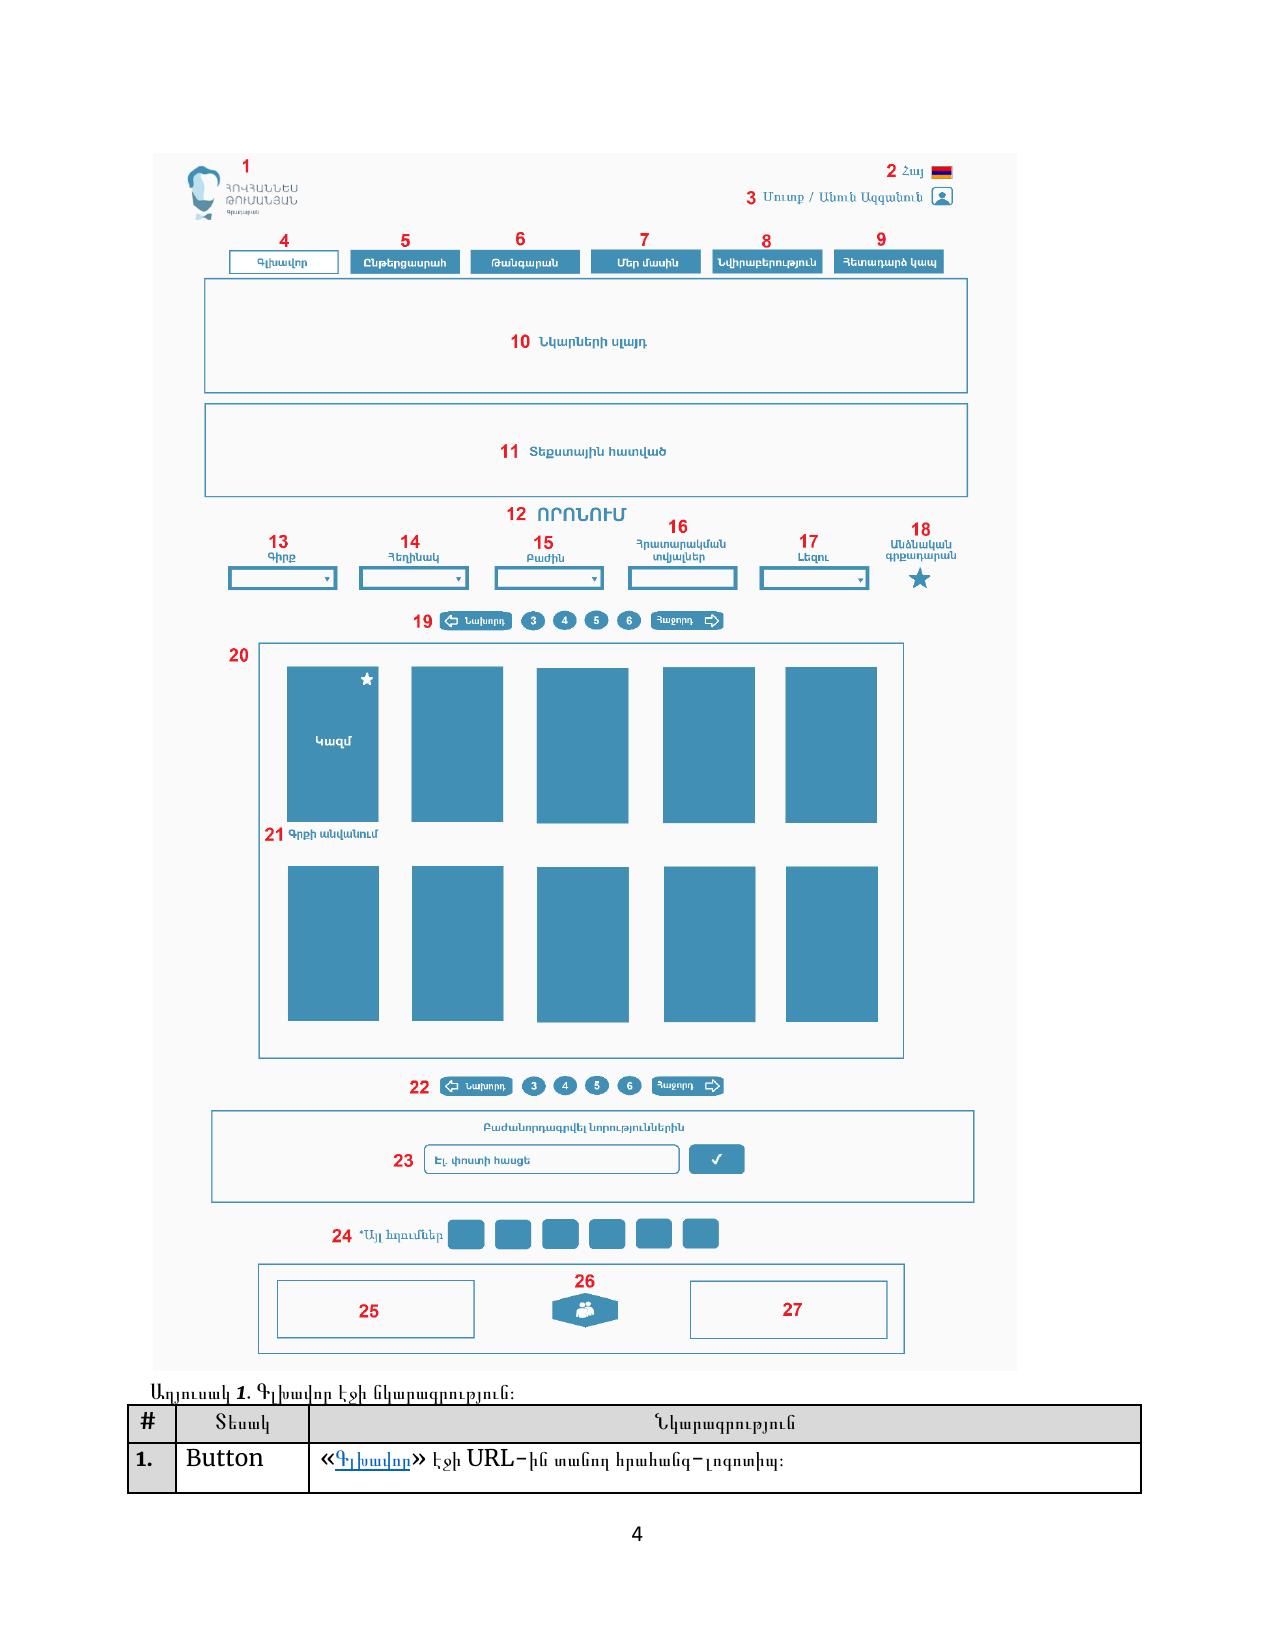 1
ՀՈՎՀԱՆՆԵՍ
ԹՈՒՄԱՆՅԱՆ
Գրադարան
2 Հայ
3 Մուտք / Անուն Ազգանուն
4 5 6 7 8 9
Գլխավոր Ընթերցասրահ Թանգարան Մեր մասին Նվիրաբերություն Հետադարձ կապ
10 Նկարների սլայդ
11 Տեքստային հատված
12 ՈՐՈՆՈՒՄ
13 Գիրք
14 Հեղինակ
15 Բաժին
16 Հրատարակման
տվյալներ
17 Լեզու
18 Անձնական
գրքադարան
19 Նախորդ 3 4 5 6 Հաջորդ
20
Կազմ
21 Գրքի անվանում
22 Նախորդ 3 4 5 6 Հաջորդ
Բաժանորդագրվել նորություններին
23 Էլ. փոստի հասցե
24 *Այլ հղումներ
25 26 27
Աղյուսակ 1. Գլխավոր էջի նկարագրություն:
# Տեսակ Նկարագրություն
1. Button «Գլխավոր» էջի URL-ին տանող հրահանգ-լոգոտիպ:
4